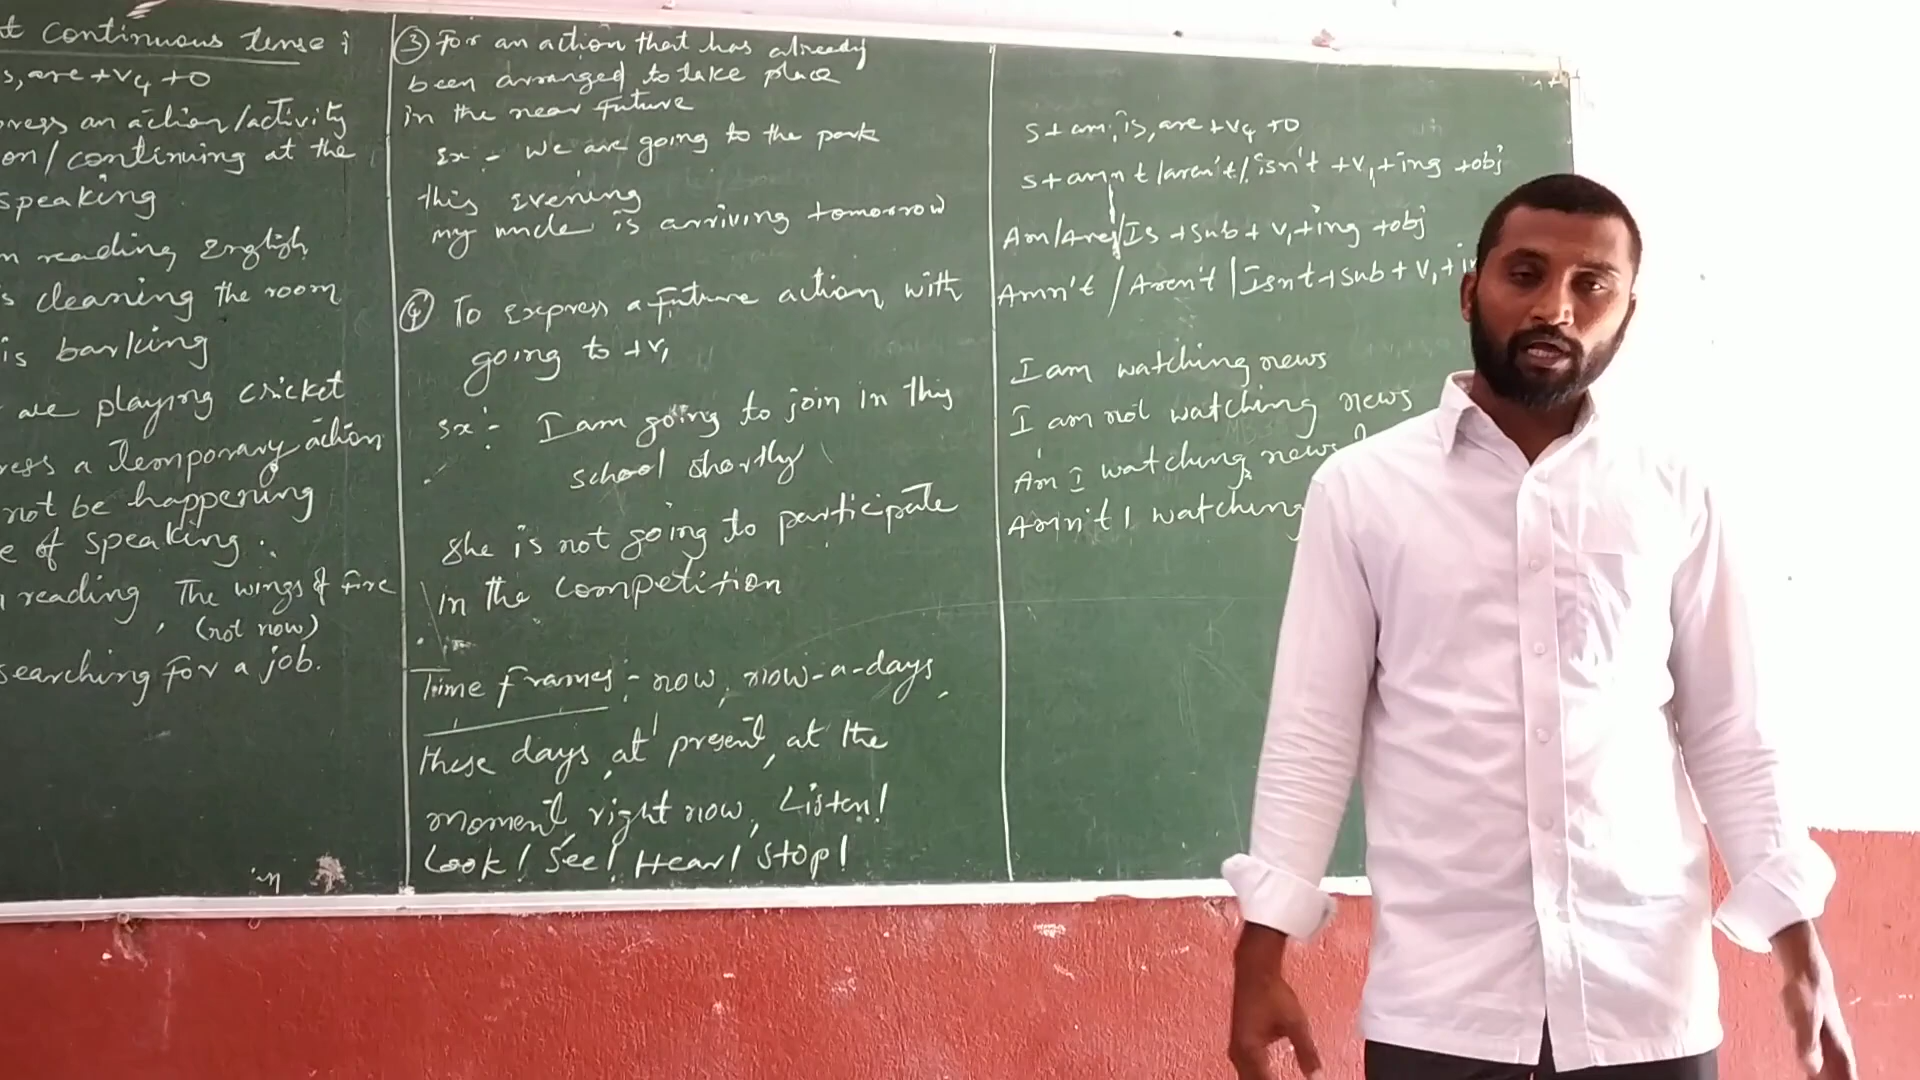 t continuous tense :
s, are + v4 + o
ress an action/activity
on / continuing at the
speaking
m reading English
s cleaning the room
is barking
are playing cricket
ress a temporary action
not be happening
e of speaking.
reading The wings of fire
(not now)
searching for a job.
③ For an action that has already
been arranged to take place
in the near future
Ex :- We are going to the park
this evening
my uncle is arriving tomorrow
④ To express a future action with
going to + v1
Ex :- I am going to join in this
school shortly
She is not going to participate
in the competition
Time frames :- now, now-a-days,
these days, at present, at the
moment, right now, Listen!
Look! See! Hear! Stop!
S + am, is, are + v4 + o
S + amn't / aren't / isn't + v1 + ing + obj
Am/Are/Is + sub + v1 + ing + obj
Amn't / Aren't / Isnt + sub + v1 + i
I am watching news
I am not watching news
Am I watching news?
Amn't I watching